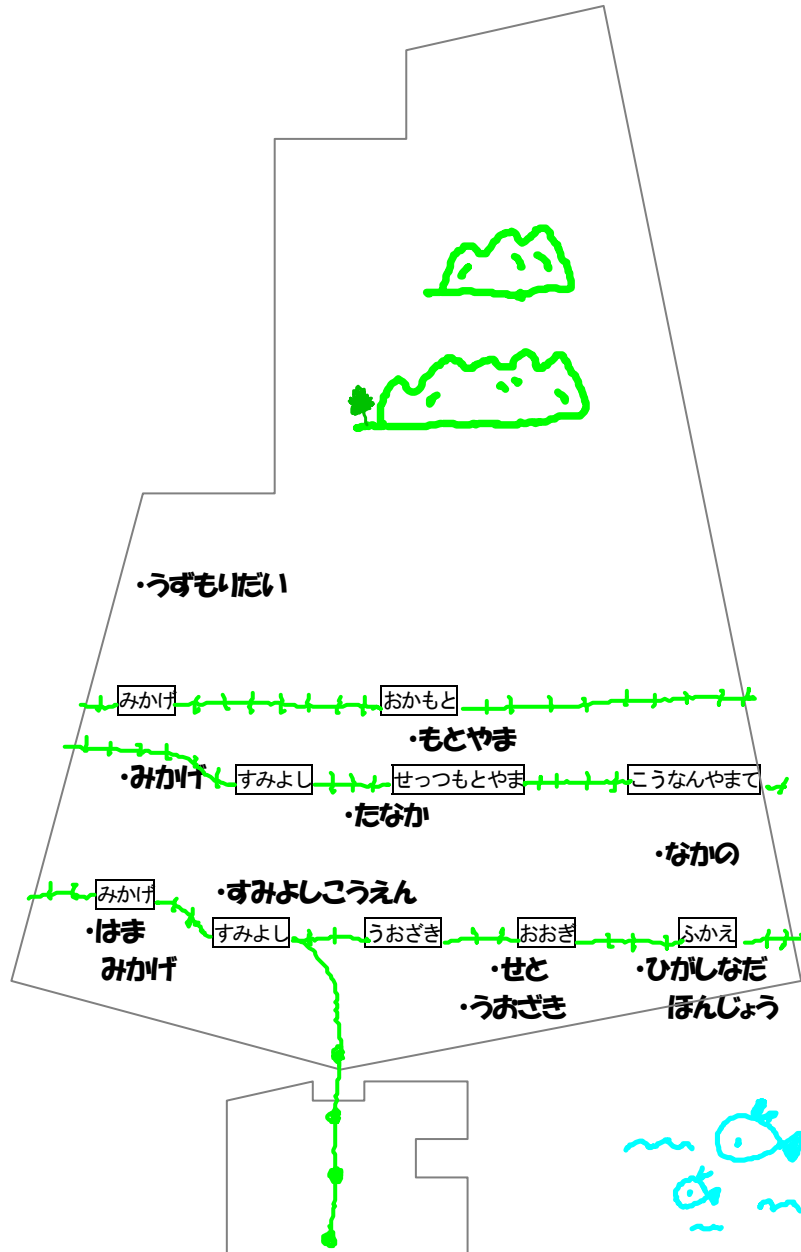 ・うずもりだい
みかげ
おかもと
・もとやま
・みかげ
すみよし
せっつもとやま
こうなんやまて
・たなか
・なかの
みかげ
・すみよしこうえん
・はま
みかげ
すみよし
うおざき
おおぎ
ふかえ
・せと
・うおざき
・ひがしなだ
ほんじょう